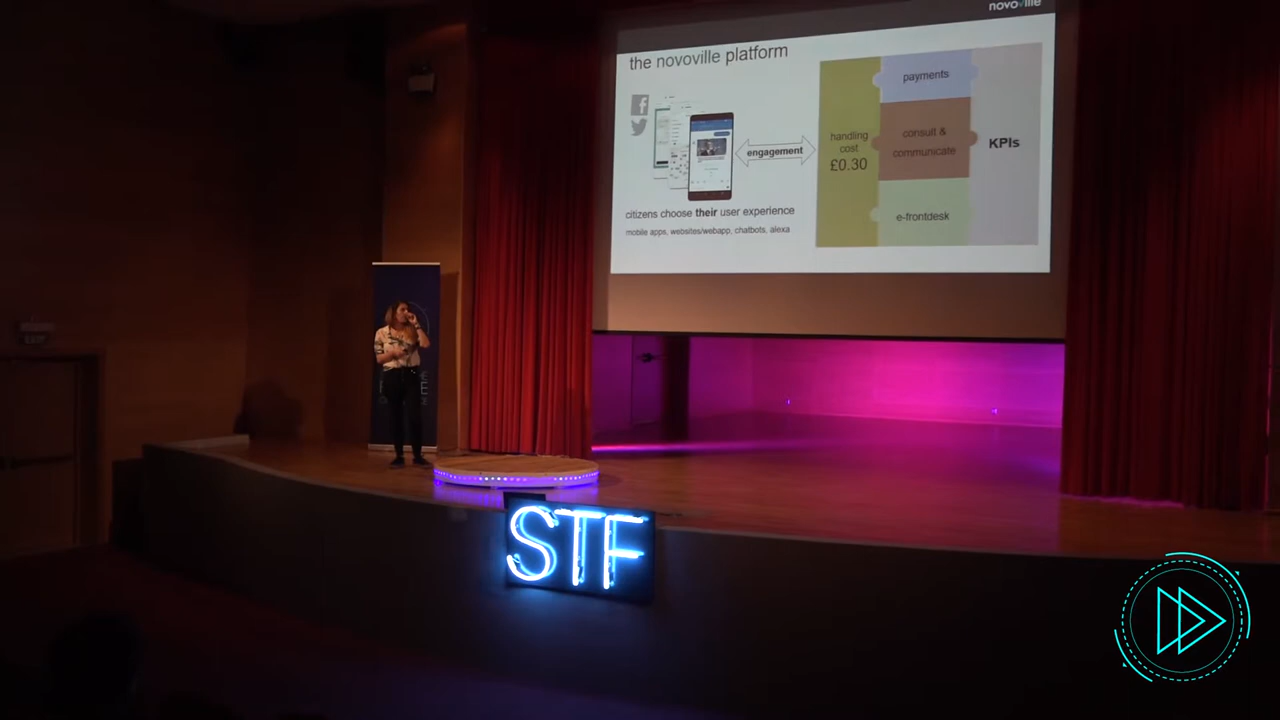 novoville
the novoville platform
payments
handling
cost
£0.30
consult &
communicate
KPIs
engagement
e-frontdesk
citizens choose their user experience
mobile apps, websites/webapp, chatbots, alexa
STF